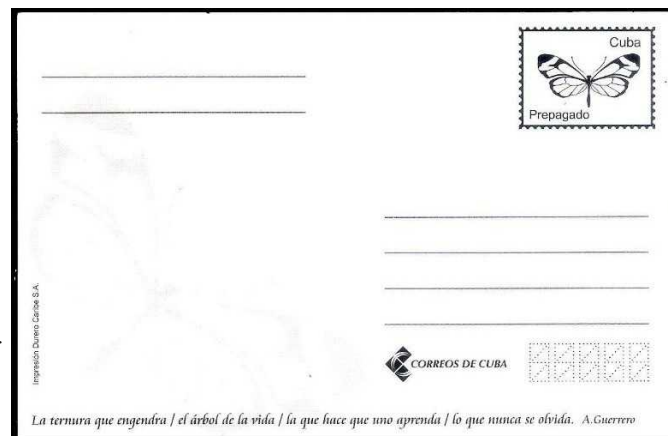 Cuba
Prepagado
Impresión Durero Caribe S.A.
CORREOS DE CUBA
La ternura que engendra / el árbol de la vida / la que hace que uno aprenda / lo que nunca se olvida. A.Guerrero